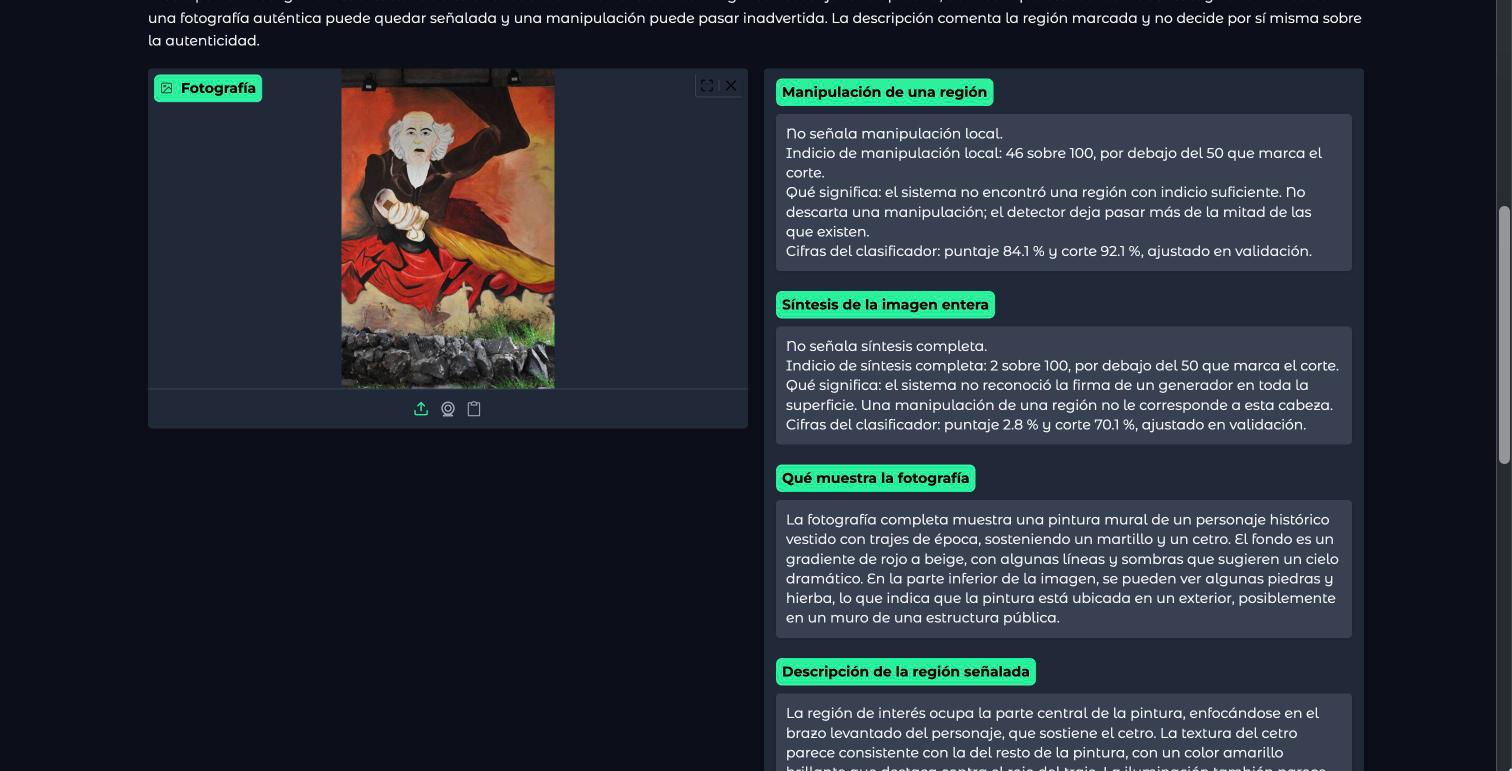 una fotografía auténtica puede quedar señalada y una manipulación puede pasar inadvertida. La descripción comenta la región marcada y no decide por sí misma sobre
la autenticidad.
Fotografía
Manipulación de una región
No señala manipulación local.
Indicio de manipulación local: 46 sobre 100, por debajo del 50 que marca el
corte.
Qué significa: el sistema no encontró una región con indicio suficiente. No
descarta una manipulación; el detector deja pasar más de la mitad de las
que existen.
Cifras del clasificador: puntaje 84.1 % y corte 92.1 %, ajustado en validación.
Síntesis de la imagen entera
No señala síntesis completa.
Indicio de síntesis completa: 2 sobre 100, por debajo del 50 que marca el corte.
Qué significa: el sistema no reconoció la firma de un generador en toda la
superficie. Una manipulación de una región no le corresponde a esta cabeza.
Cifras del clasificador: puntaje 2.8 % y corte 70.1 %, ajustado en validación.
Qué muestra la fotografía
La fotografía completa muestra una pintura mural de un personaje histórico
vestido con trajes de época, sosteniendo un martillo y un cetro. El fondo es un
gradiente de rojo a beige, con algunas líneas y sombras que sugieren un cielo
dramático. En la parte inferior de la imagen, se pueden ver algunas piedras y
hierba, lo que indica que la pintura está ubicada en un exterior, posiblemente
en un muro de una estructura pública.
Descripción de la región señalada
La región de interés ocupa la parte central de la pintura, enfocándose en el
brazo levantado del personaje, que sostiene el cetro. La textura del cetro
parece consistente con la del resto de la pintura, con un color amarillo